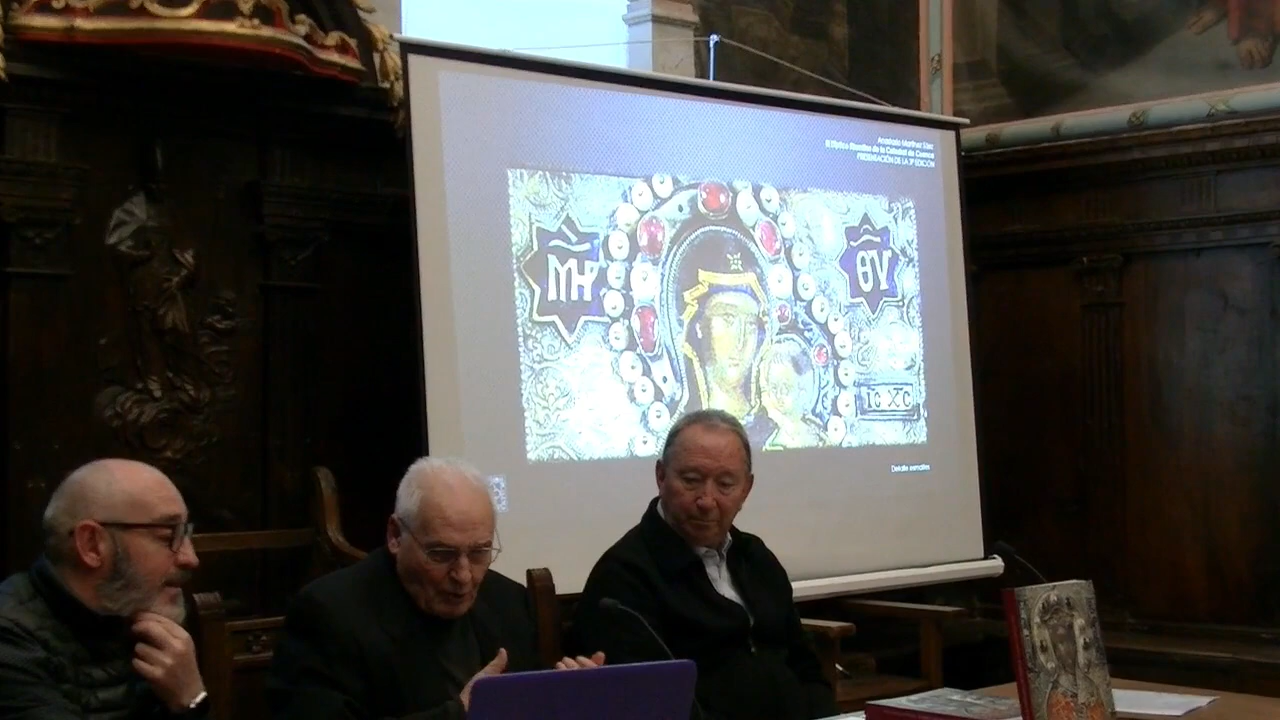 Anastasio Martínez Sáez
El Díptico Bizantino de la Catedral de Cuenca
PRESENTACIÓN DE LA 3ª EDICIÓN
ΜΗΡ
ΘΥ
IC XC
Detalle esmaltes